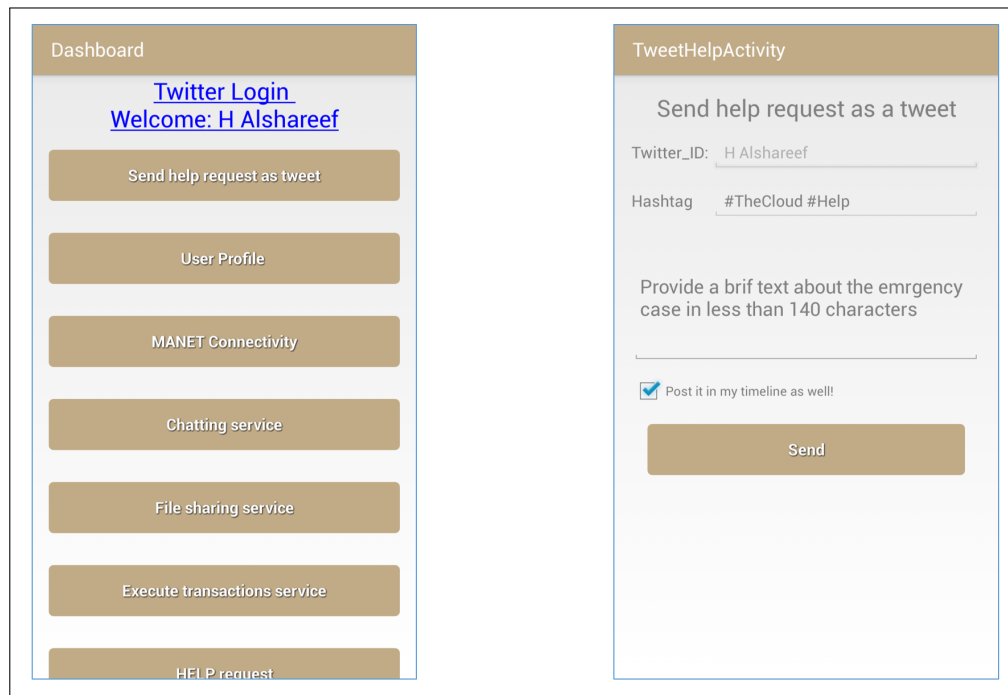 Dashboard
Twitter Login
Welcome: H Alshareef
Send help request as tweet
User Profile
MANET Connectivity
Chatting service
File sharing service
Execute transactions service
HELP request
TweetHelpActivity
Send help request as a tweet
Twitter_ID: H Alshareef
Hashtag #TheCloud #Help
Provide a brif text about the emrgency
case in less than 140 characters
Post it in my timeline as well!
Send